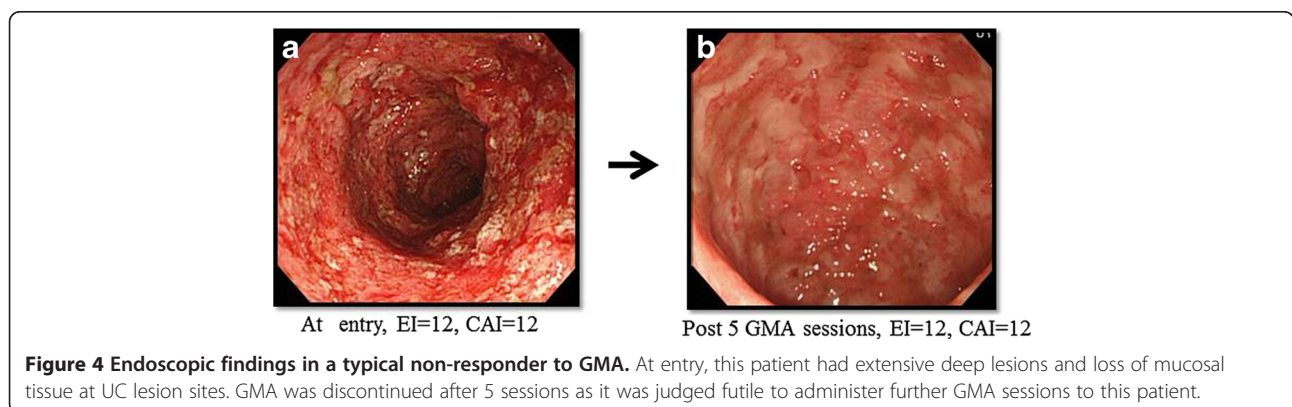 a
b
At entry, EI=12, CAI=12
Post 5 GMA sessions, EI=12, CAI=12
Figure 4 Endoscopic findings in a typical non-responder to GMA. At entry, this patient had extensive deep lesions and loss of mucosal
tissue at UC lesion sites. GMA was discontinued after 5 sessions as it was judged futile to administer further GMA sessions to this patient.